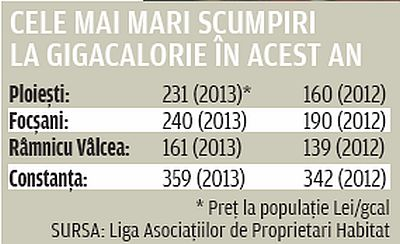 CELE MAI MARI SCUMPIRI
LA GIGACALORIE ÎN ACEST AN
Ploiești: 231 (2013)* 160 (2012)
Focșani: 240 (2013) 190 (2012)
Râmnicu Vâlcea: 161 (2013) 139 (2012)
Constanța: 359 (2013) 342 (2012)
* Preț la populație Lei/gcal
SURSA: Liga Asociațiilor de Proprietari Habitat